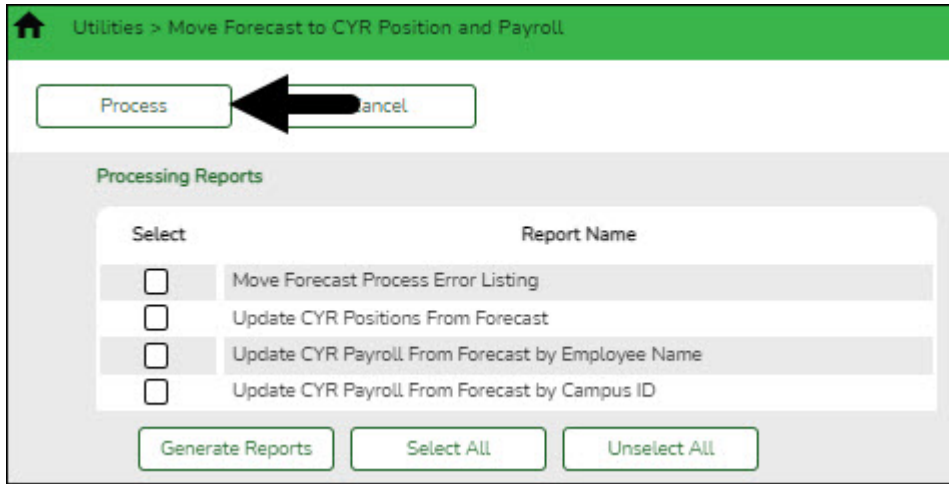 Utilities > Move Forecast to CYR Position and Payroll
Process
Processing Reports
Select Report Name
Move Forecast Process Error Listing
Update CYR Positions From Forecast
Update CYR Payroll From Forecast by Employee Name
Update CYR Payroll From Forecast by Campus ID
Generate Reports Select All Unselect All